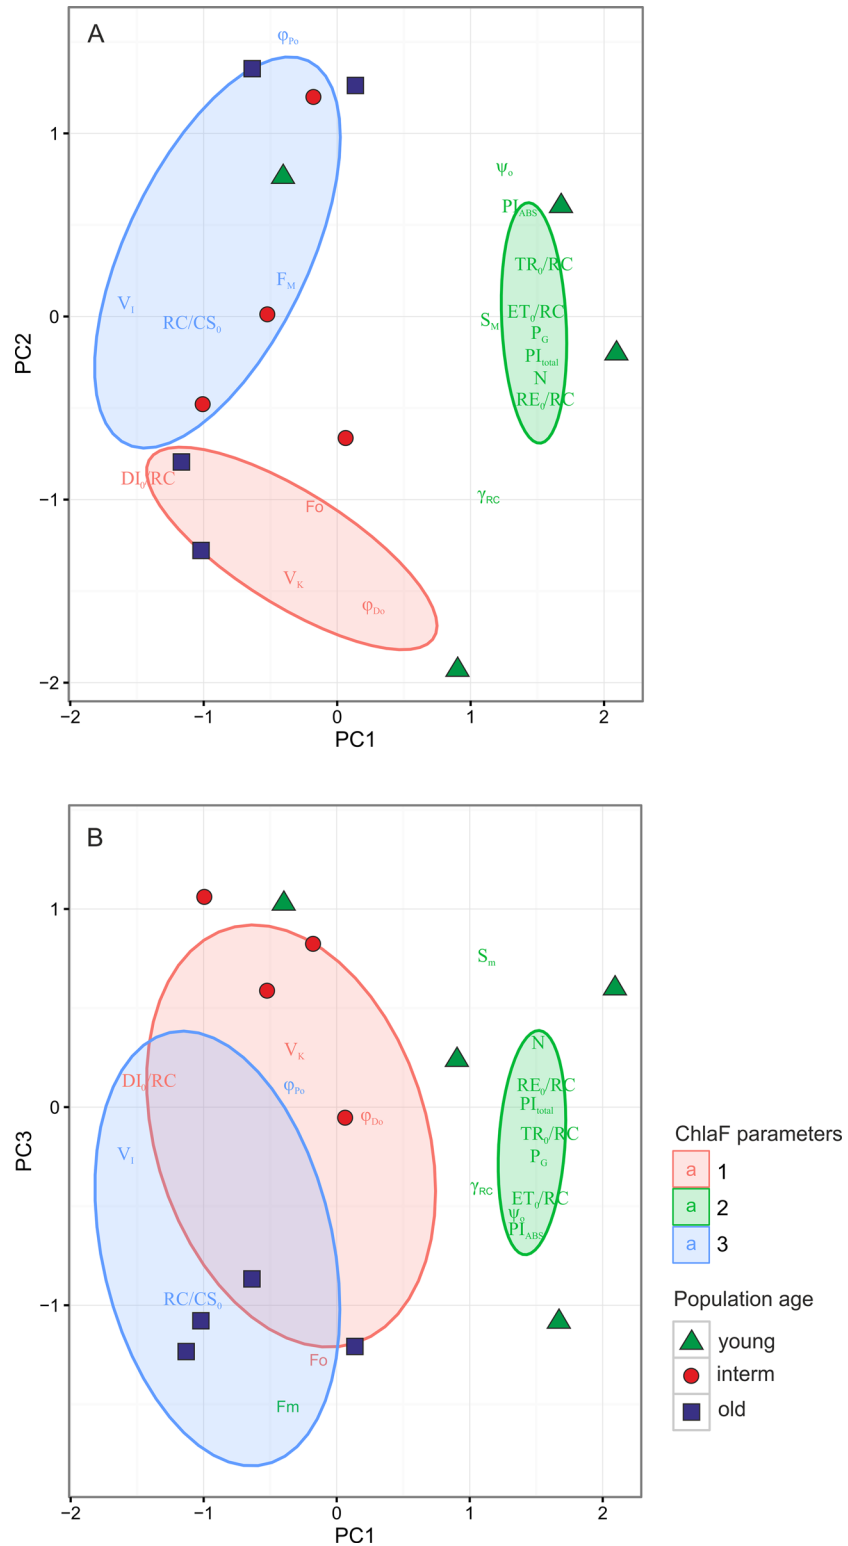 A
φPo
1
ψo
PIABS
TR0/RC
FM
VI
RC/CS0
ET0/RC
SM
PG
PItotal
N
RE0/RC
0
PC2
DI0/RC
Fo
γRC
−1
VK
φDo
−2
−2 −1 0 1 2
PC1
B
1
Sm
N
VK
DI0/RC
φPo
RE0/RC
PItotal
φDo
0
TR0/RC
VI
PG
PC3
γRC
ET0/RC
ψo
PIABS
RC/CS0
−1
Fo
Fm
−2 −1 0 1 2
PC1
ChlaF parameters
a 1
a 2
a 3
Population age
young
interm
old